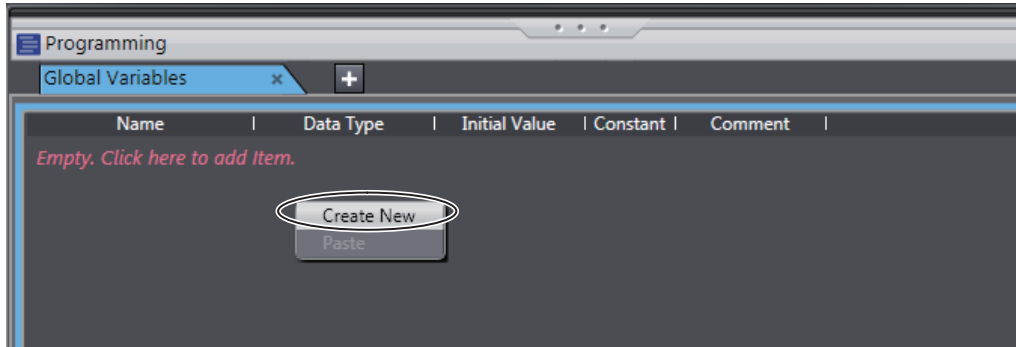 Programming
Global Variables
Name Data Type Initial Value Constant Comment
Empty. Click here to add Item.
Create New
Paste